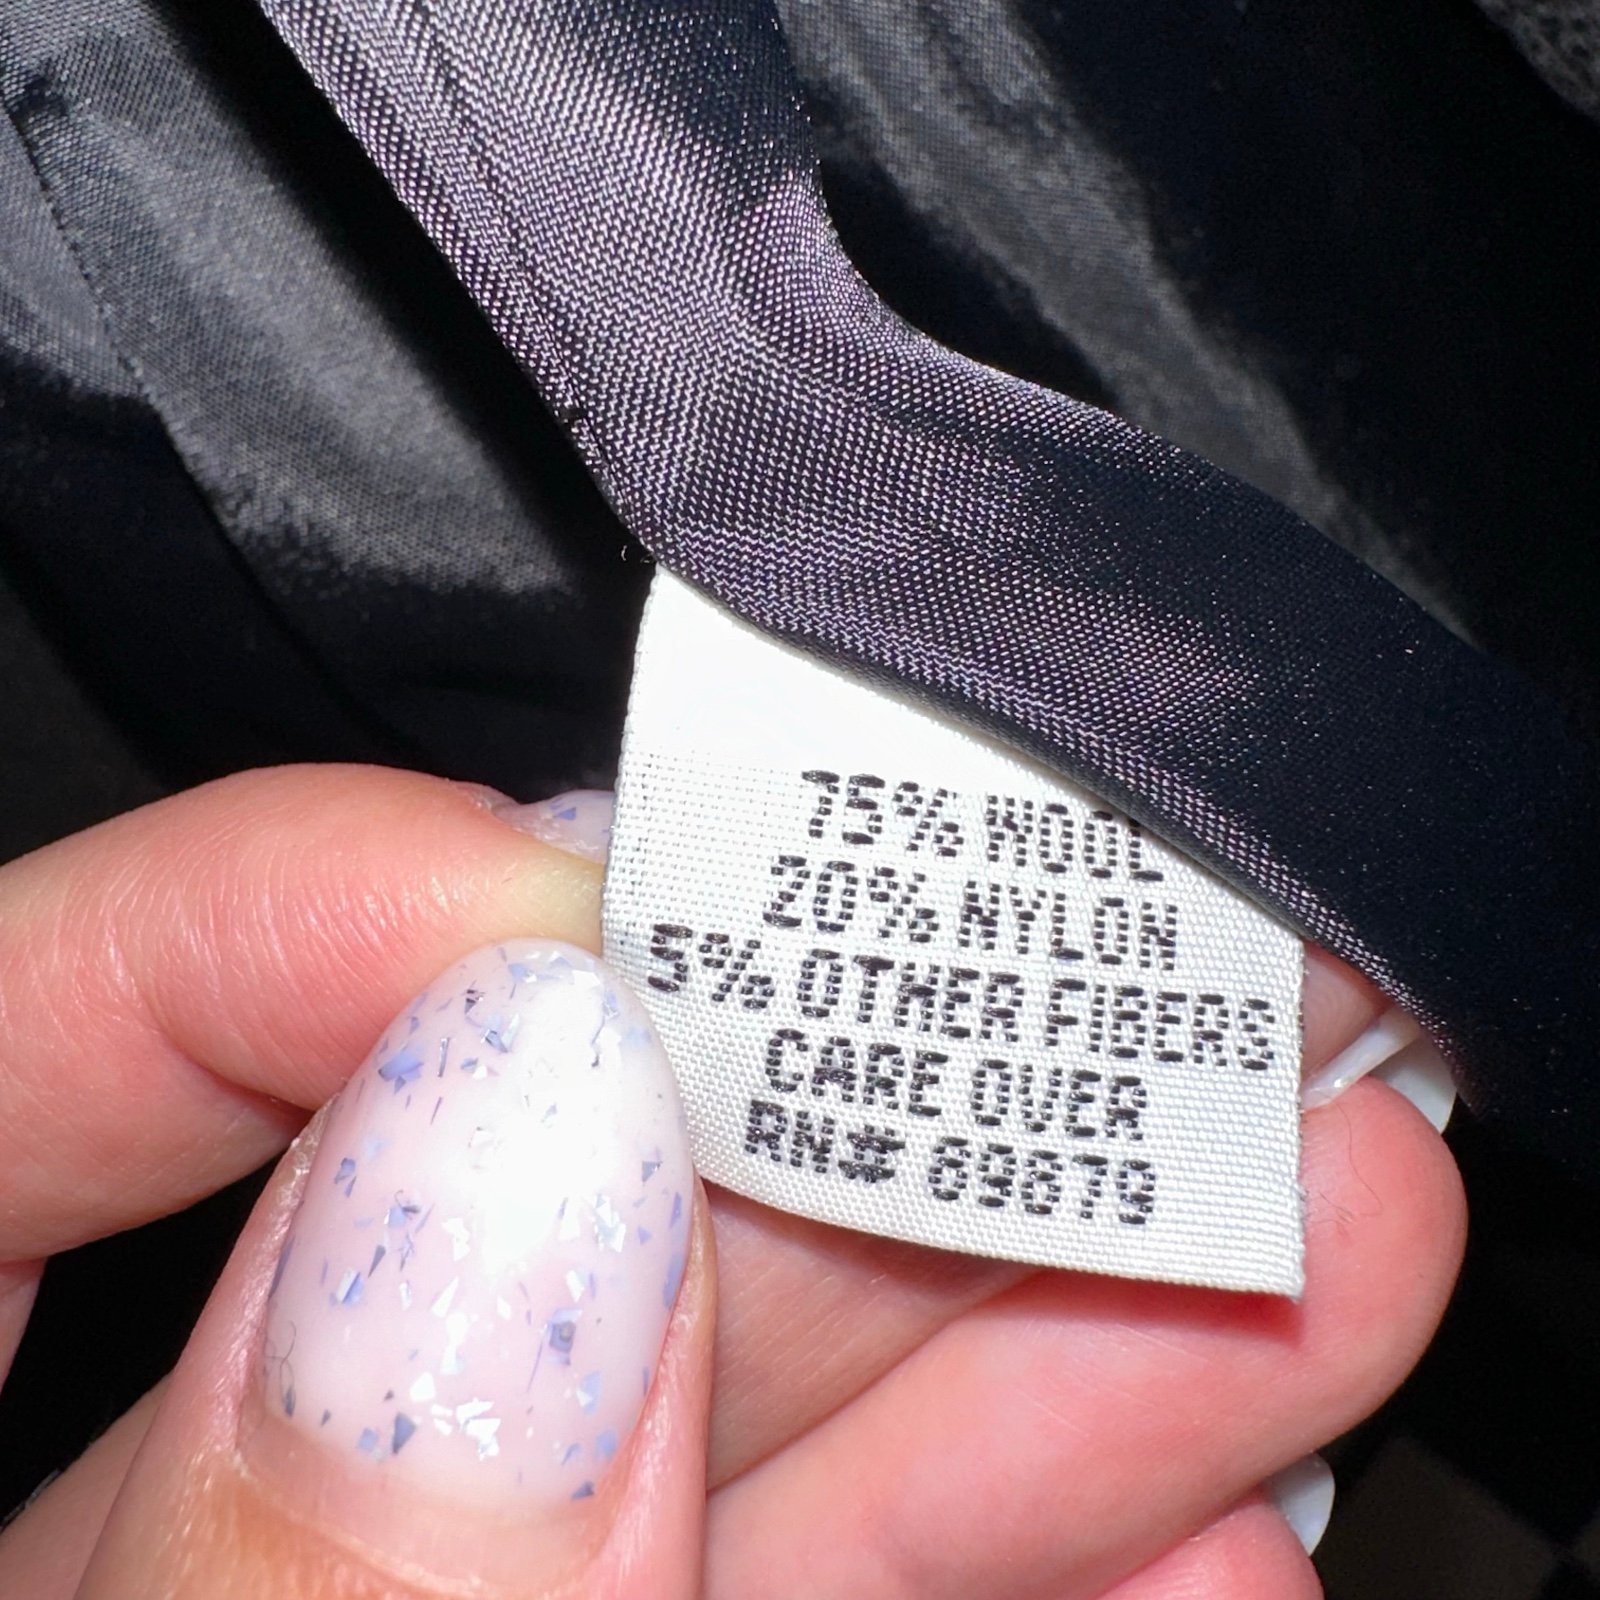 75% WOOL
20% NYLON
5% OTHER FIBERS
CARE OVER
RN# 69879